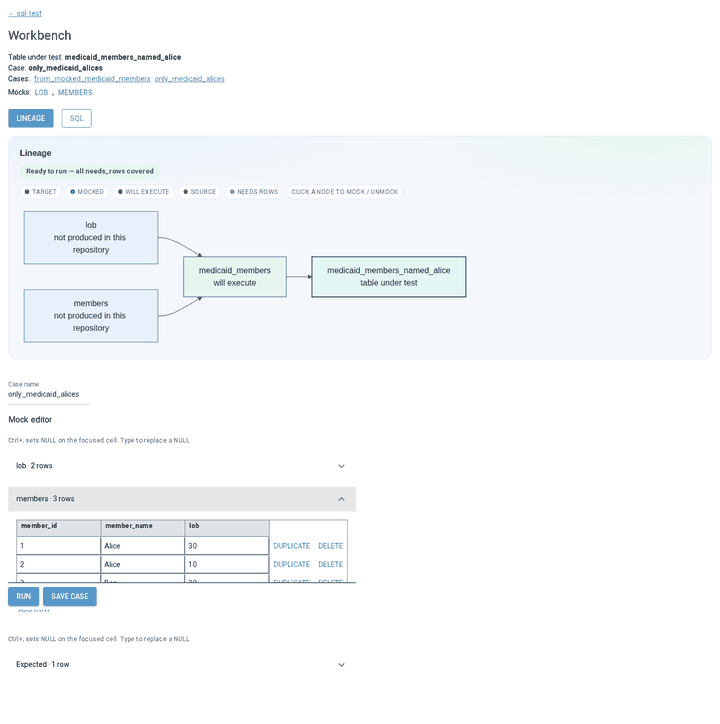 ← sql-test
Workbench
Table under test: medicaid_members_named_alice
Case: only_medicaid_alices
Cases: from_mocked_medicaid_members only_medicaid_alices
Mocks: LOB , MEMBERS
LINEAGE SQL
Lineage
Ready to run — all needs_rows covered
TARGET MOCKED WILL EXECUTE SOURCE NEEDS ROWS CLICK A NODE TO MOCK / UNMOCK
lob
not produced in this
repository
medicaid_members
will execute
medicaid_members_named_alice
table under test
members
not produced in this
repository
Case name
only_medicaid_alices
Mock editor
Ctrl+; sets NULL on the focused cell. Type to replace a NULL.
lob · 2 rows
members · 3 rows
member_id member_name lob
1 Alice 30 DUPLICATE DELETE
2 Alice 10 DUPLICATE DELETE
DUPLICATE DELETE
RUN SAVE CASE
ADD ROW
Ctrl+; sets NULL on the focused cell. Type to replace a NULL.
Expected · 1 row